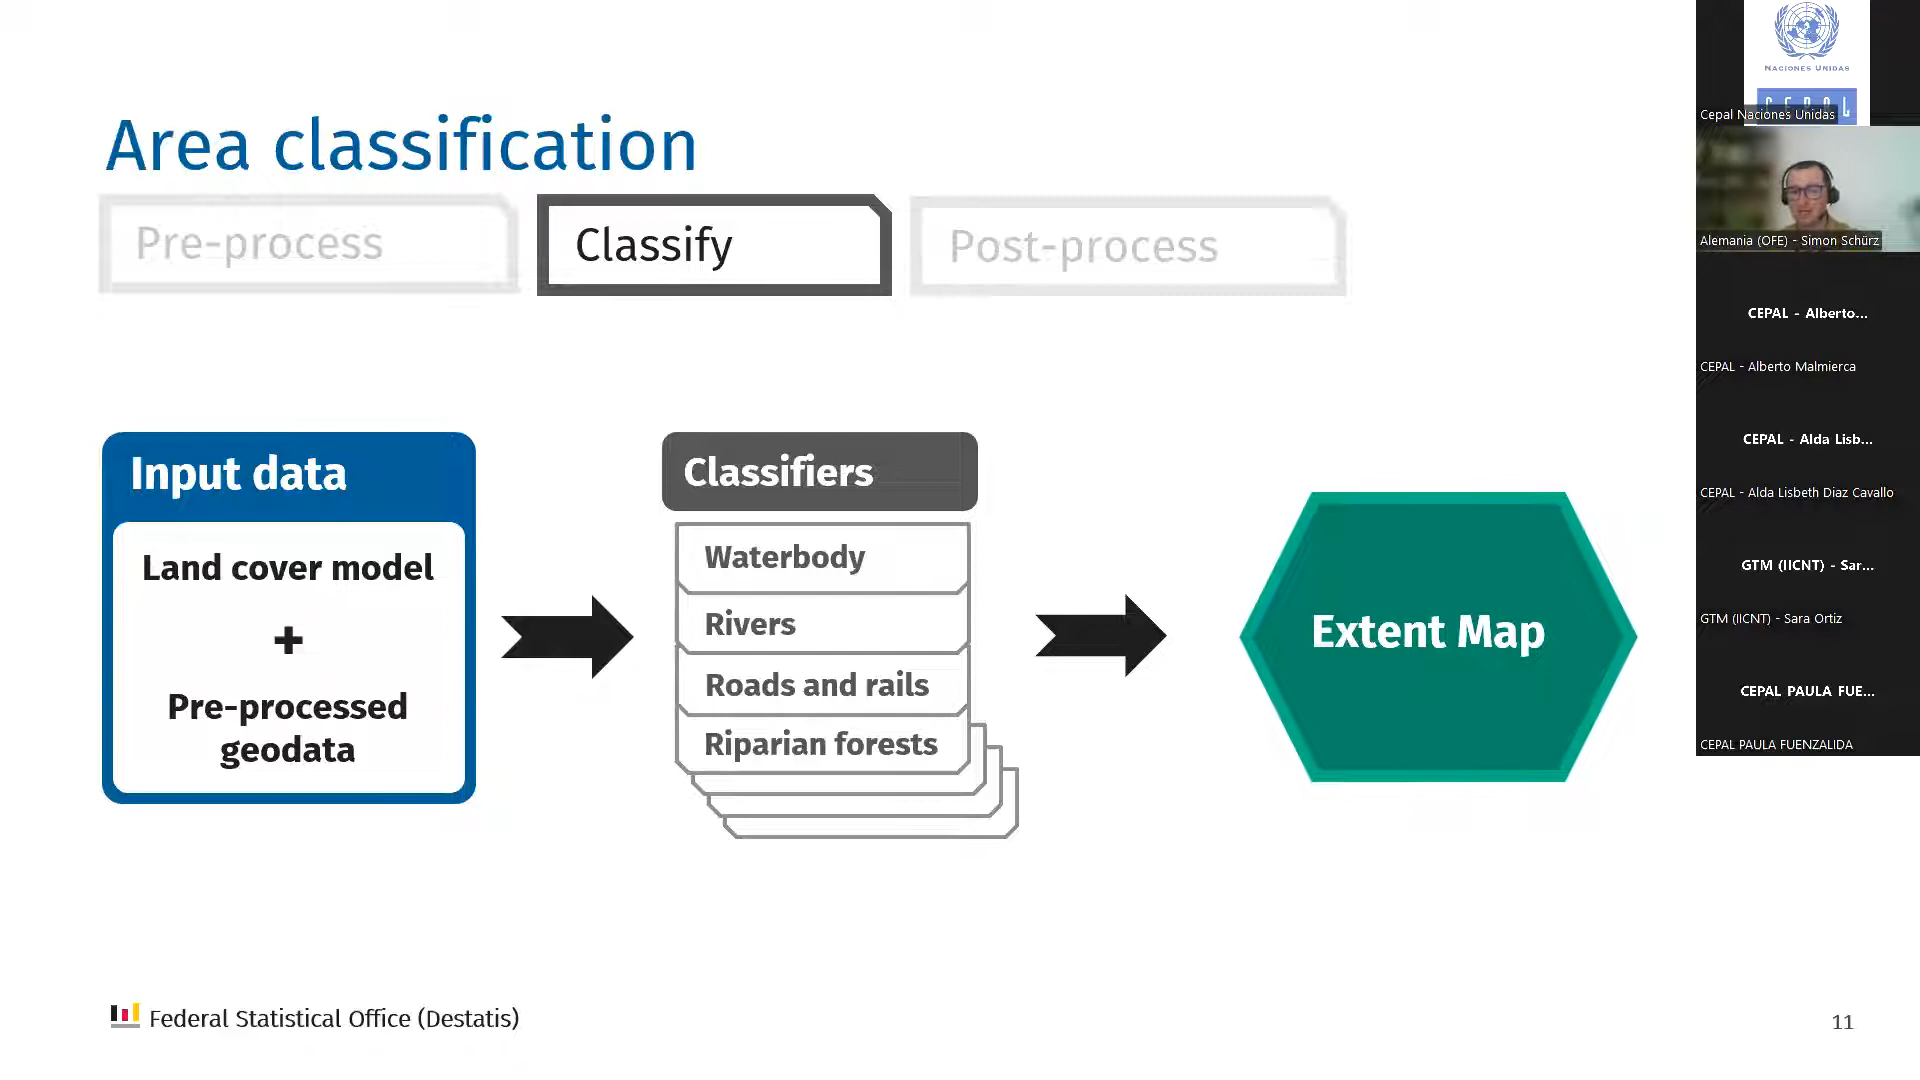 Area classification
Pre-process
Classify
Post-process
Input data
Land cover model
+
Pre-processed
geodata
Classifiers
Waterbody
Rivers
Roads and rails
Riparian forests
Extent Map
Federal Statistical Office (Destatis)
11
NACIONES UNIDAS
CEPAL
Cepal Naciones Unidas
Alemania (OFE) - Simon Schürz
CEPAL - Alberto...
CEPAL - Alberto Malmierca
CEPAL - Alda Lisb...
CEPAL - Alda Lisbeth Diaz Cavallo
GTM (IICNT) - Sar...
GTM (IICNT) - Sara Ortiz
CEPAL PAULA FUE...
CEPAL PAULA FUENZALIDA